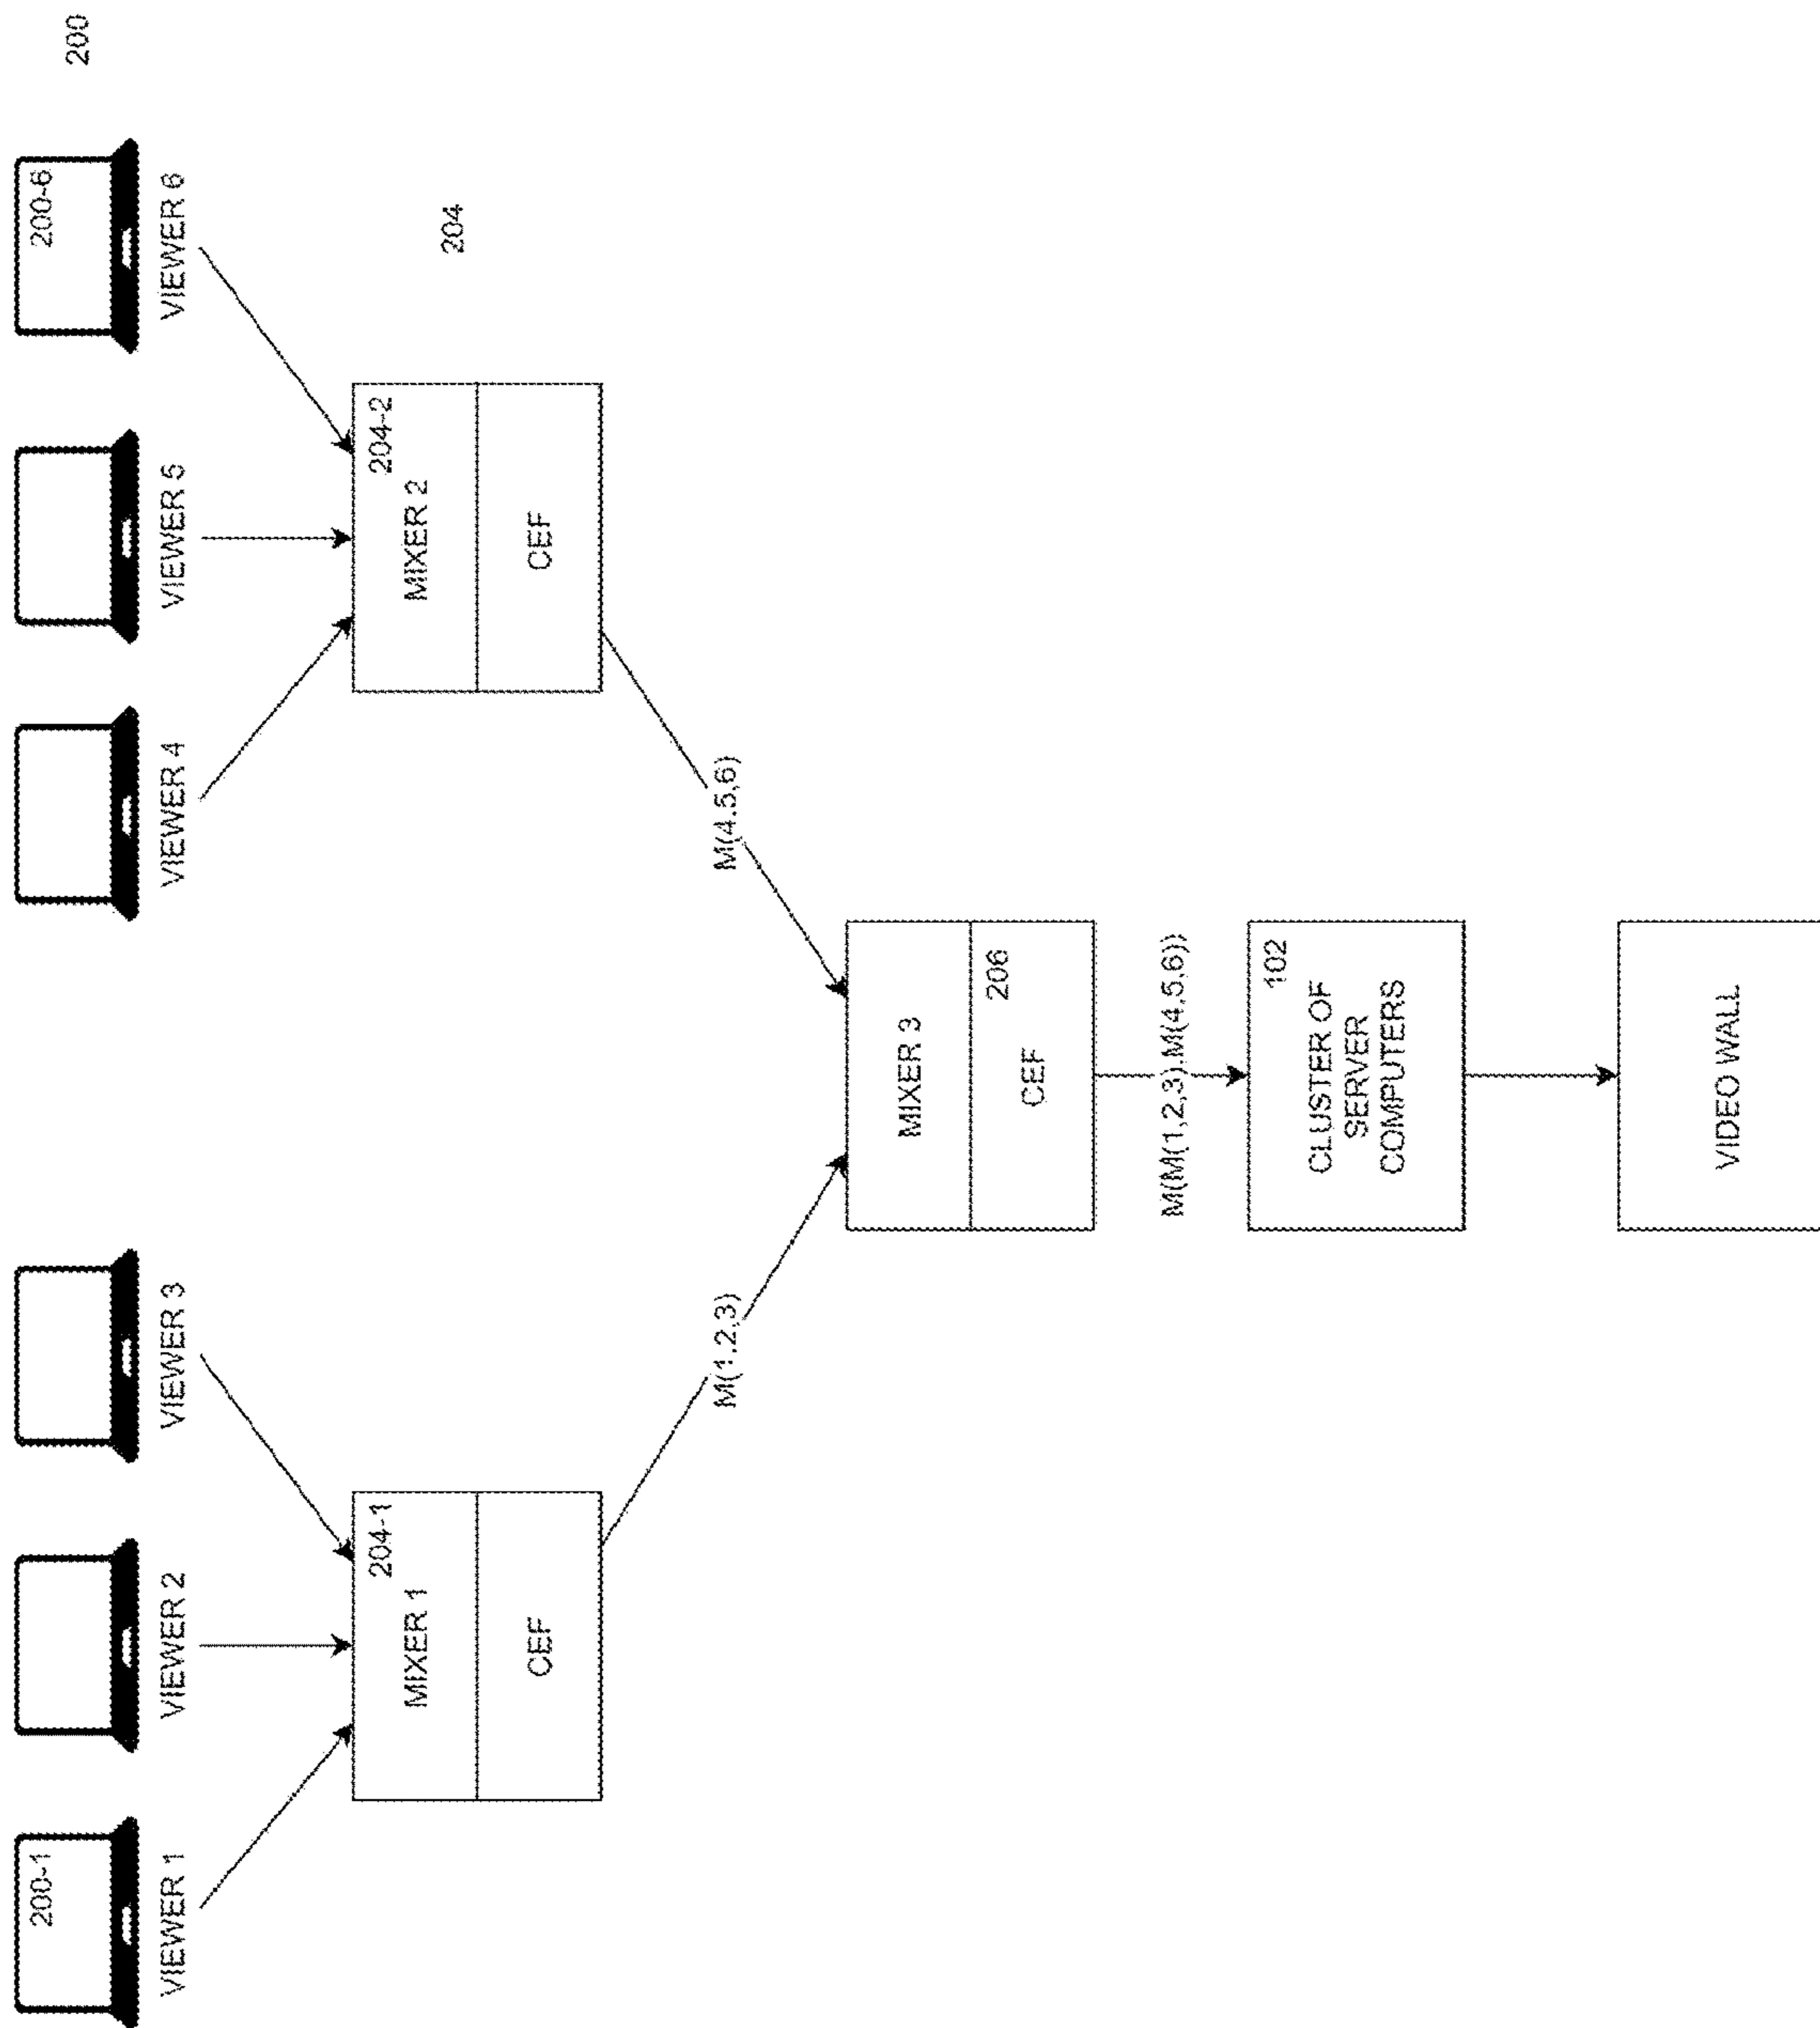 200
200-1
200-6
VIEWER 1
VIEWER 2
VIEWER 3
VIEWER 4
VIEWER 5
VIEWER 6
204
204-1
MIXER 1
CEF
204-2
MIXER 2
CEF
M(1,2,3)
M(4,5,6)
MIXER 3
206
CEF
M(M(1,2,3),M(4,5,6))
102
CLUSTER OF
SERVER
COMPUTERS
VIDEO WALL